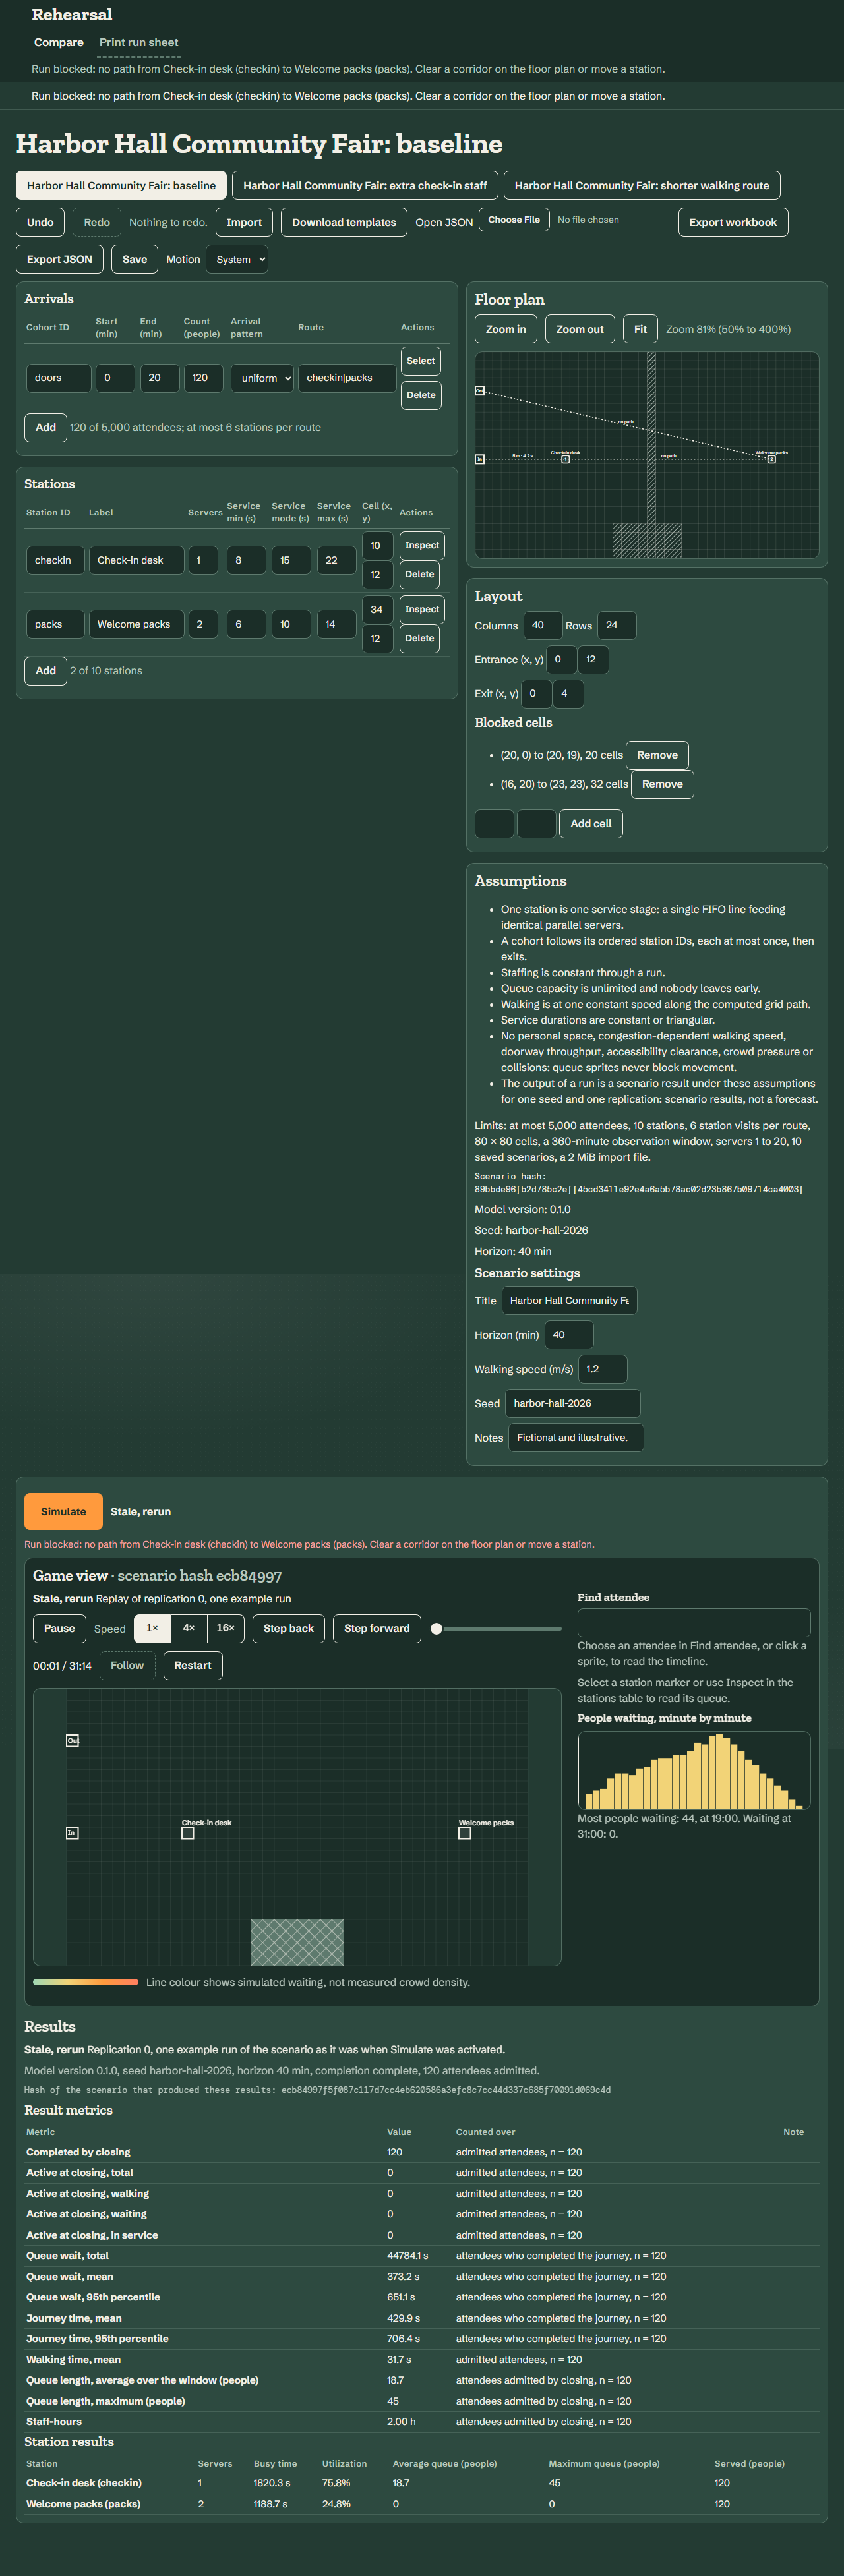 Rehearsal
Compare Print run sheet
Run blocked: no path from Check-in desk (checkin) to Welcome packs (packs). Clear a corridor on the floor plan or move a station.
Run blocked: no path from Check-in desk (checkin) to Welcome packs (packs). Clear a corridor on the floor plan or move a station.
Harbor Hall Community Fair: baseline
Harbor Hall Community Fair: baseline Harbor Hall Community Fair: extra check-in staff Harbor Hall Community Fair: shorter walking route
Undo Redo Nothing to redo. Import Download templates Open JSON Choose File No file chosen Export workbook
Export JSON Save Motion System
Arrivals
Cohort ID Start (min) End (min) Count (people) Arrival pattern Route Actions
doors 0 20 120 uniform checkin|packs Select
Delete
Add 120 of 5,000 attendees; at most 6 stations per route
Stations
Station ID Label Servers Service min (s) Service mode (s) Service max (s) Cell (x, y) Actions
checkin Check-in desk 1 8 15 22 10 12 Inspect
Delete
packs Welcome packs 2 6 10 14 34 12 Inspect
Delete
Add 2 of 10 stations
Floor plan
Zoom in Zoom out Fit Zoom 81% (50% to 400%)
Out
no path
In 5 m · 4.2 s Check-in desk no path Welcome packs
Layout
Columns 40 Rows 24
Entrance (x, y) 0 12
Exit (x, y) 0 4
Blocked cells
(20, 0) to (20, 19), 20 cells Remove
(16, 20) to (23, 23), 32 cells Remove
Add cell
Assumptions
One station is one service stage: a single FIFO line feeding
identical parallel servers.
A cohort follows its ordered station IDs, each at most once, then
exits.
Staffing is constant through a run.
Queue capacity is unlimited and nobody leaves early.
Walking is at one constant speed along the computed grid path.
Service durations are constant or triangular.
No personal space, congestion-dependent walking speed,
doorway throughput, accessibility clearance, crowd pressure or
collisions: queue sprites never block movement.
The output of a run is a scenario result under these assumptions
for one seed and one replication: scenario results, not a forecast.
Limits: at most 5,000 attendees, 10 stations, 6 station visits per route,
80 × 80 cells, a 360-minute observation window, servers 1 to 20, 10
saved scenarios, a 2 MiB import file.
Scenario hash:
89bbde96fb2d785c2eff45cd3411e92e4a6a5b78ac02d23b867b09714ca4003f
Model version: 0.1.0
Seed: harbor-hall-2026
Horizon: 40 min
Scenario settings
Title Harbor Hall Community Fa
Horizon (min) 40
Walking speed (m/s) 1.2
Seed harbor-hall-2026
Notes Fictional and illustrative.
Simulate Stale, rerun
Run blocked: no path from Check-in desk (checkin) to Welcome packs (packs). Clear a corridor on the floor plan or move a station.
Game view · scenario hash ecb84997
Stale, rerun Replay of replication 0, one example run
Pause Speed 1× 4× 16× Step back Step forward
00:01 / 31:14 Follow Restart
Out
In Check-in desk Welcome packs
Line colour shows simulated waiting, not measured crowd density.
Find attendee
Choose an attendee in Find attendee, or click a
sprite, to read the timeline.
Select a station marker or use Inspect in the
stations table to read its queue.
People waiting, minute by minute
Most people waiting: 44, at 19:00. Waiting at
31:00: 0.
Results
Stale, rerun Replication 0, one example run of the scenario as it was when Simulate was activated.
Model version 0.1.0, seed harbor-hall-2026, horizon 40 min, completion complete, 120 attendees admitted.
Hash of the scenario that produced these results: ecb84997f5f087c117d7cc4eb620586a3efc8c7cc44d337c685f70091d069c4d
Result metrics
Metric Value Counted over Note
Completed by closing 120 admitted attendees, n = 120
Active at closing, total 0 admitted attendees, n = 120
Active at closing, walking 0 admitted attendees, n = 120
Active at closing, waiting 0 admitted attendees, n = 120
Active at closing, in service 0 admitted attendees, n = 120
Queue wait, total 44784.1 s attendees who completed the journey, n = 120
Queue wait, mean 373.2 s attendees who completed the journey, n = 120
Queue wait, 95th percentile 651.1 s attendees who completed the journey, n = 120
Journey time, mean 429.9 s attendees who completed the journey, n = 120
Journey time, 95th percentile 706.4 s attendees who completed the journey, n = 120
Walking time, mean 31.7 s admitted attendees, n = 120
Queue length, average over the window (people) 18.7 attendees admitted by closing, n = 120
Queue length, maximum (people) 45 attendees admitted by closing, n = 120
Staff-hours 2.00 h attendees admitted by closing, n = 120
Station results
Station Servers Busy time Utilization Average queue (people) Maximum queue (people) Served (people)
Check-in desk (checkin) 1 1820.3 s 75.8% 18.7 45 120
Welcome packs (packs) 2 1188.7 s 24.8% 0 0 120